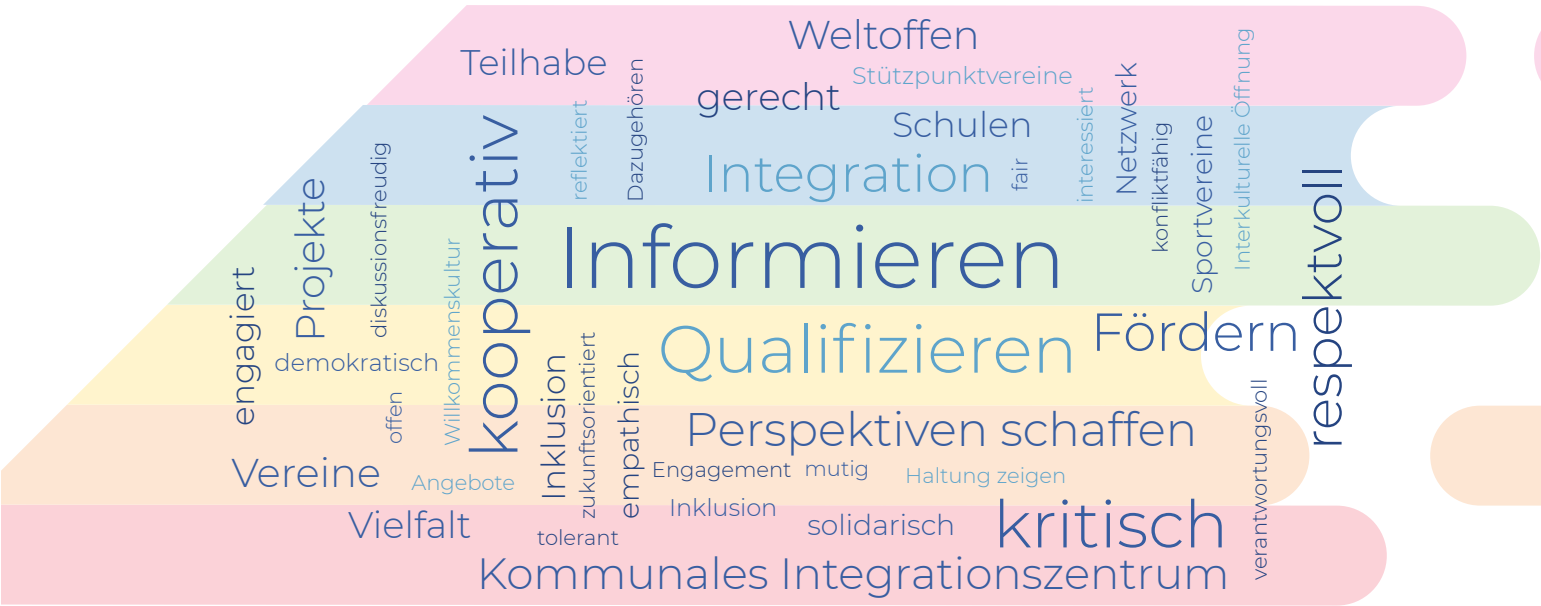 Weltoffen
Teilhabe
Stützpunktvereine
gerecht
Schulen
Integration
fair
reflektiert
Dazugehören
interessiert
Netzwerk
konfliktfähig
Sportvereine
Interkulturelle Öffnung
respektvoll
kooperativ
diskussionsfreudig
Projekte
engagiert
Willkommenskultur
Informieren
Qualifizieren
Fördern
demokratisch
offen
Inklusion
zukunftsorientiert
empathisch
Perspektiven schaffen
verantwortungsvoll
Vereine
Angebote
Engagement
mutig
Haltung zeigen
Inklusion
Vielfalt
tolerant
solidarisch
kritisch
Kommunales Integrationszentrum